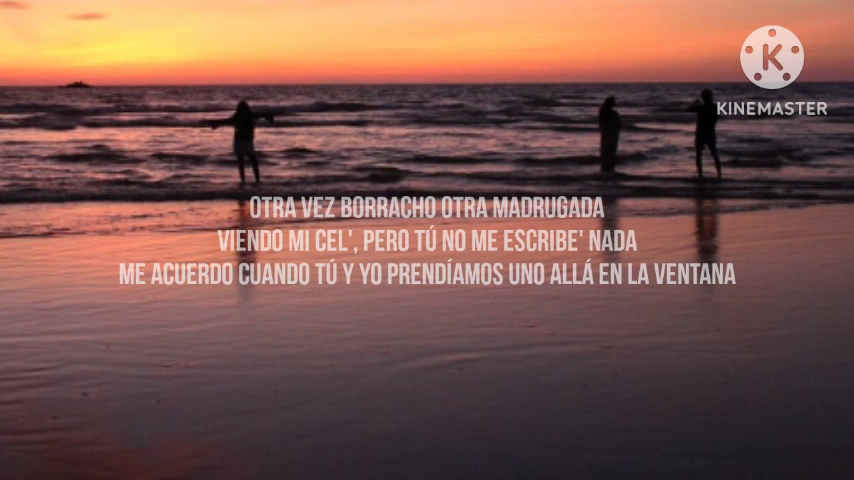 K
KINEMASTER
OTRA VEZ BORRACHO OTRA MADRUGADA
VIENDO MI CEL', PERO TÚ NO ME ESCRIBE' NADA
ME ACUERDO CUANDO TÚ Y YO PRENDÍAMOS UNO ALLÁ EN LA VENTANA